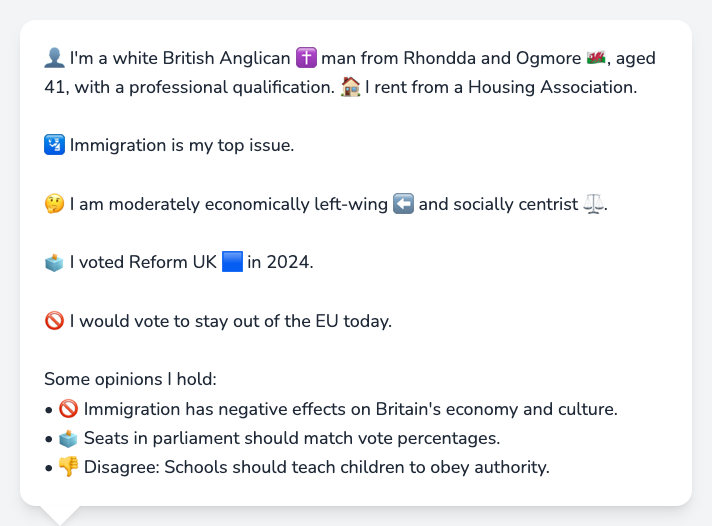 👤 I'm a white British Anglican ✝️ man from Rhondda and Ogmore 🏴󠁧󠁢󠁷󠁬󠁳󠁿, aged
41, with a professional qualification. 🏠 I rent from a Housing Association.
🛂 Immigration is my top issue.
🤔 I am moderately economically left-wing ⬅️ and socially centrist ⚖️.
🗳️ I voted Reform UK 🟦 in 2024.
🚫 I would vote to stay out of the EU today.
Some opinions I hold:
• 🚫 Immigration has negative effects on Britain's economy and culture.
• 🗳️ Seats in parliament should match vote percentages.
• 👎 Disagree: Schools should teach children to obey authority.